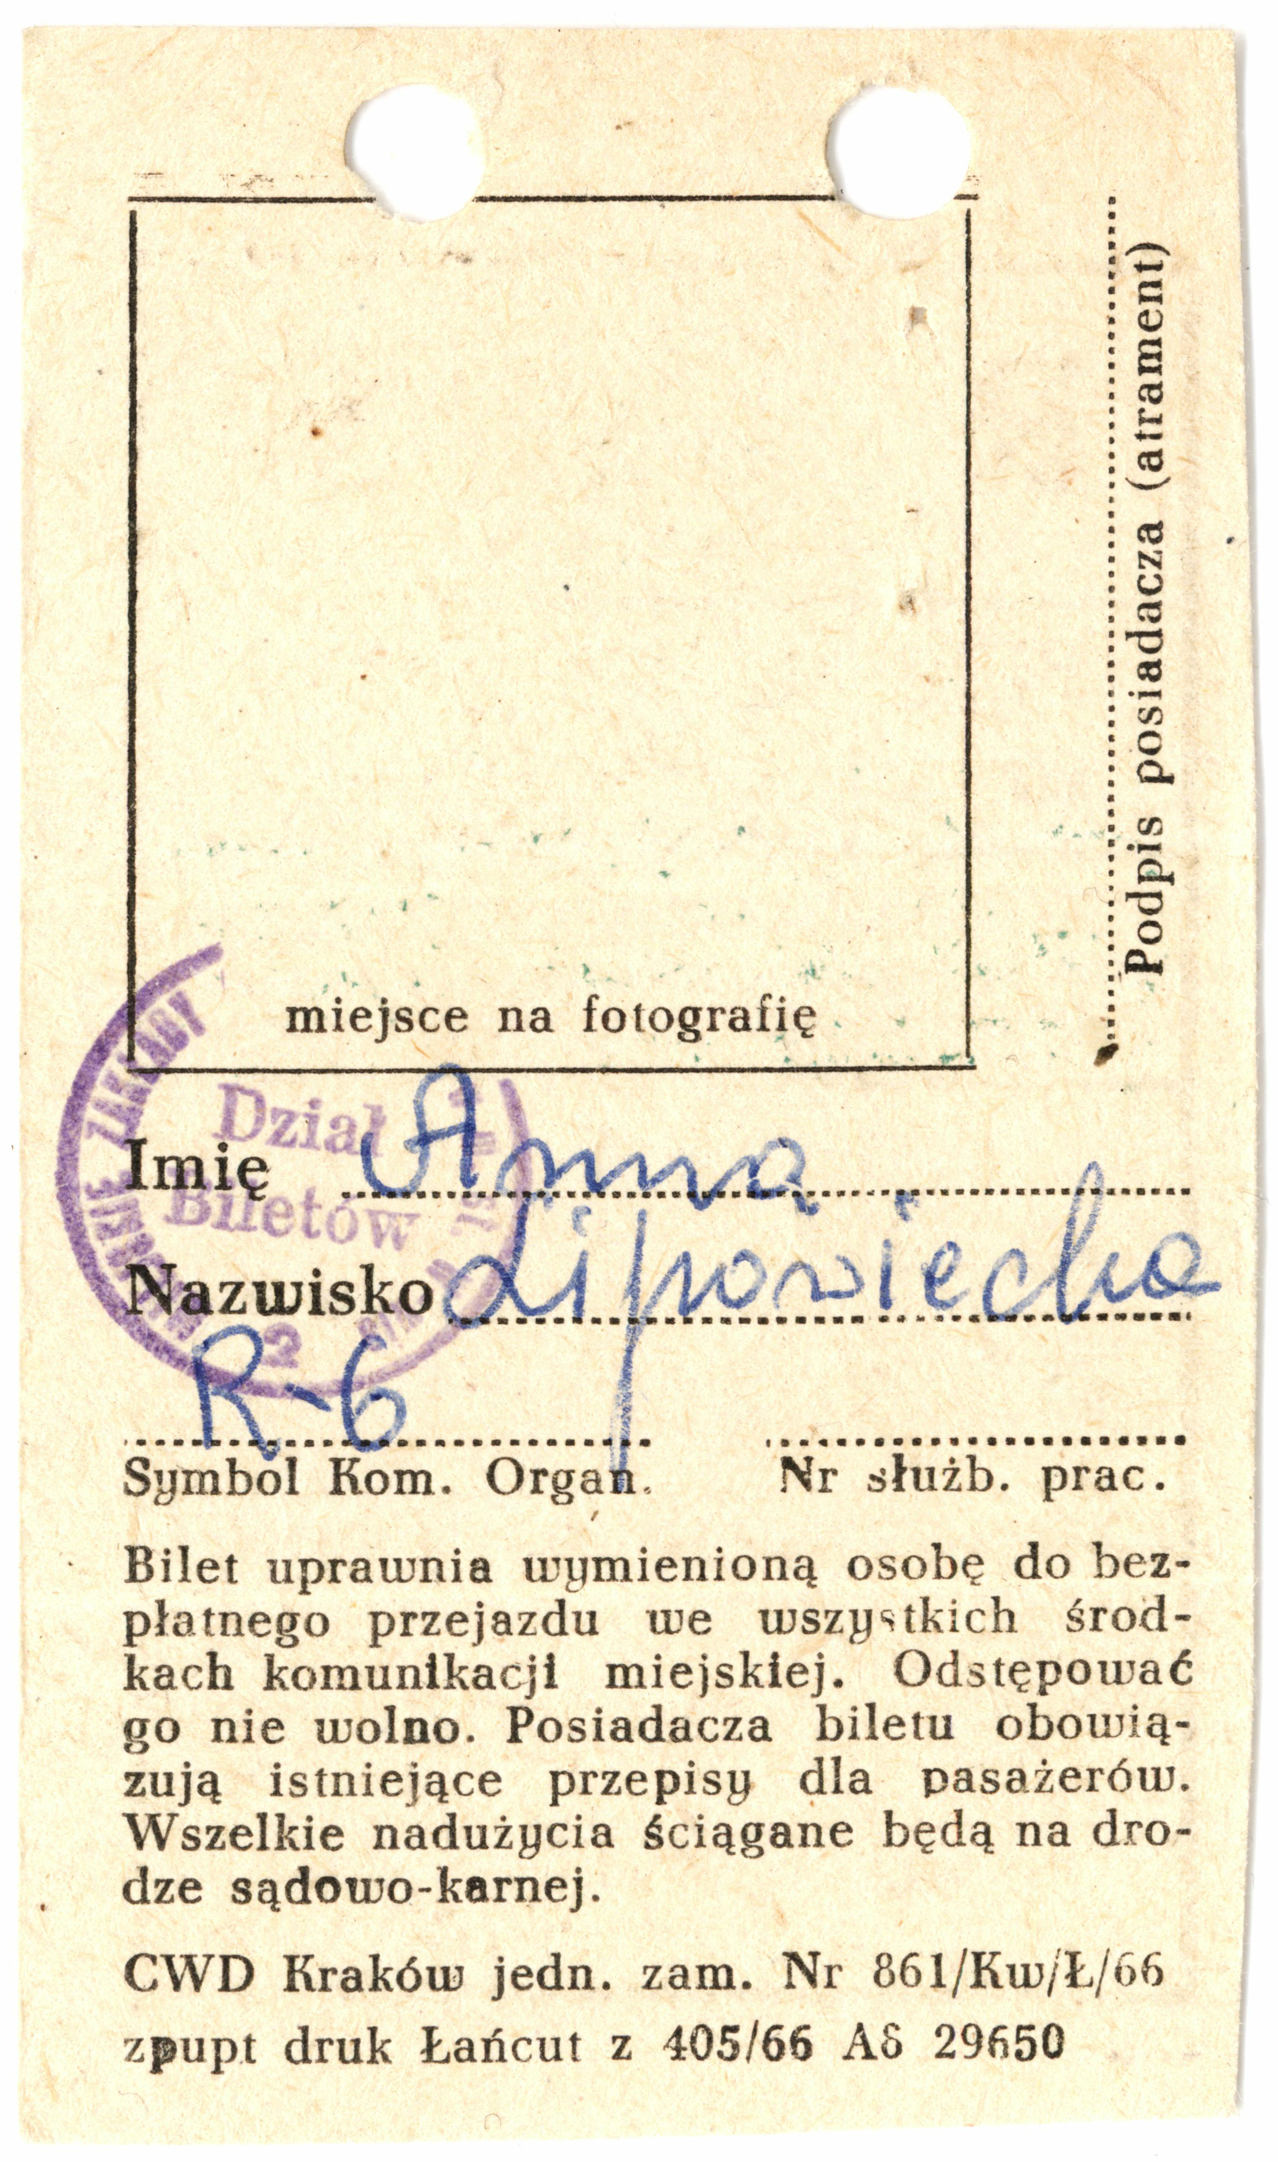 Podpis posiadacza (atrament)
miejsce na fotografię
Dział
Biletów
2
Imię Anna
Nazwisko Lipowiecka
R-6
Symbol Kom. Organ. Nr służb. prac.
Bilet uprawnia wymienioną osobę do bez-
płatnego przejazdu we wszystkich środ-
kach komunikacji miejskiej. Odstępować
go nie wolno. Posiadacza biletu obowią-
zują istniejące przepisy dla pasażerów.
Wszelkie nadużycia ściągane będą na dro-
dze sądowo-karnej.
CWD Kraków jedn. zam. Nr 861/Kw/Ł/66
zpupt druk Łańcut z 405/66 A8 29650